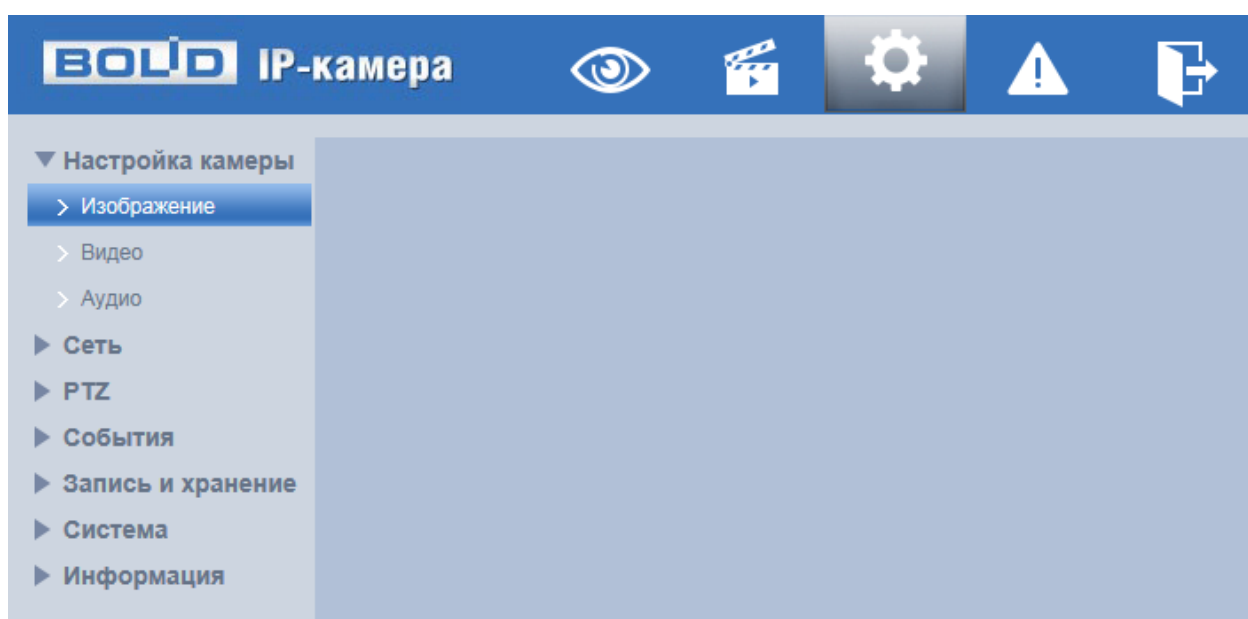 BOLID IP-камера
Настройка камеры
Изображение
Видео
Аудио
Сеть
PTZ
События
Запись и хранение
Система
Информация